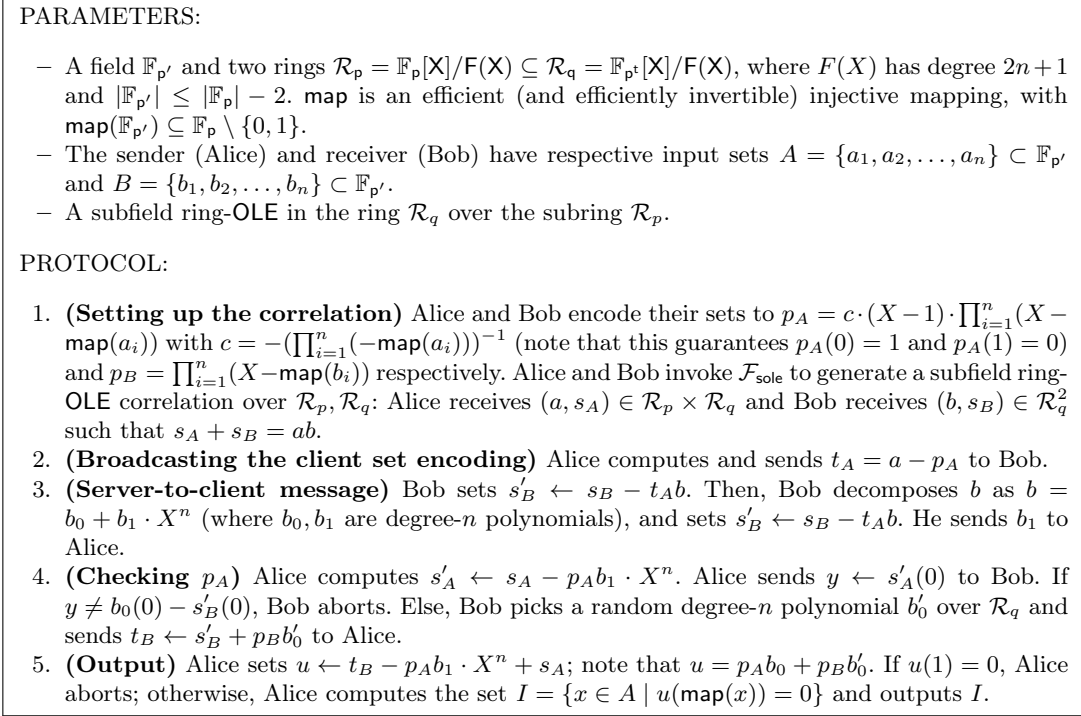 PARAMETERS:
– A field 𝔽_p′ and two rings ℛ_p = 𝔽_p[X]/F(X) ⊆ ℛ_q = 𝔽_p^t[X]/F(X), where F(X) has degree 2n + 1
and |𝔽_p′| ≤ |𝔽_p| − 2. map is an efficient (and efficiently invertible) injective mapping, with
map(𝔽_p′) ⊆ 𝔽_p \ {0, 1}.
– The sender (Alice) and receiver (Bob) have respective input sets A = {a_1, a_2, . . . , a_n} ⊂ 𝔽_p′
and B = {b_1, b_2, . . . , b_n} ⊂ 𝔽_p′.
– A subfield ring-OLE in the ring ℛ_q over the subring ℛ_p.
PROTOCOL:
1. (Setting up the correlation) Alice and Bob encode their sets to p_A = c·(X −1)·∏_{i=1}^n (X −
map(a_i)) with c = −(∏_{i=1}^n (−map(a_i)))^{−1} (note that this guarantees p_A(0) = 1 and p_A(1) = 0)
and p_B = ∏_{i=1}^n (X−map(b_i)) respectively. Alice and Bob invoke ℱ_sole to generate a subfield ring-
OLE correlation over ℛ_p, ℛ_q: Alice receives (a, s_A) ∈ ℛ_p × ℛ_q and Bob receives (b, s_B) ∈ ℛ_q^2
such that s_A + s_B = ab.
2. (Broadcasting the client set encoding) Alice computes and sends t_A = a − p_A to Bob.
3. (Server-to-client message) Bob sets s′_B ← s_B − t_A b. Then, Bob decomposes b as b =
b_0 + b_1 · X^n (where b_0, b_1 are degree-n polynomials), and sets s′_B ← s_B − t_A b. He sends b_1 to
Alice.
4. (Checking p_A) Alice computes s′_A ← s_A − p_A b_1 · X^n. Alice sends y ← s′_A(0) to Bob. If
y ≠ b_0(0) − s′_B(0), Bob aborts. Else, Bob picks a random degree-n polynomial b′_0 over ℛ_q and
sends t_B ← s′_B + p_B b′_0 to Alice.
5. (Output) Alice sets u ← t_B − p_A b_1 · X^n + s_A; note that u = p_A b_0 + p_B b′_0. If u(1) = 0, Alice
aborts; otherwise, Alice computes the set I = {x ∈ A | u(map(x)) = 0} and outputs I.